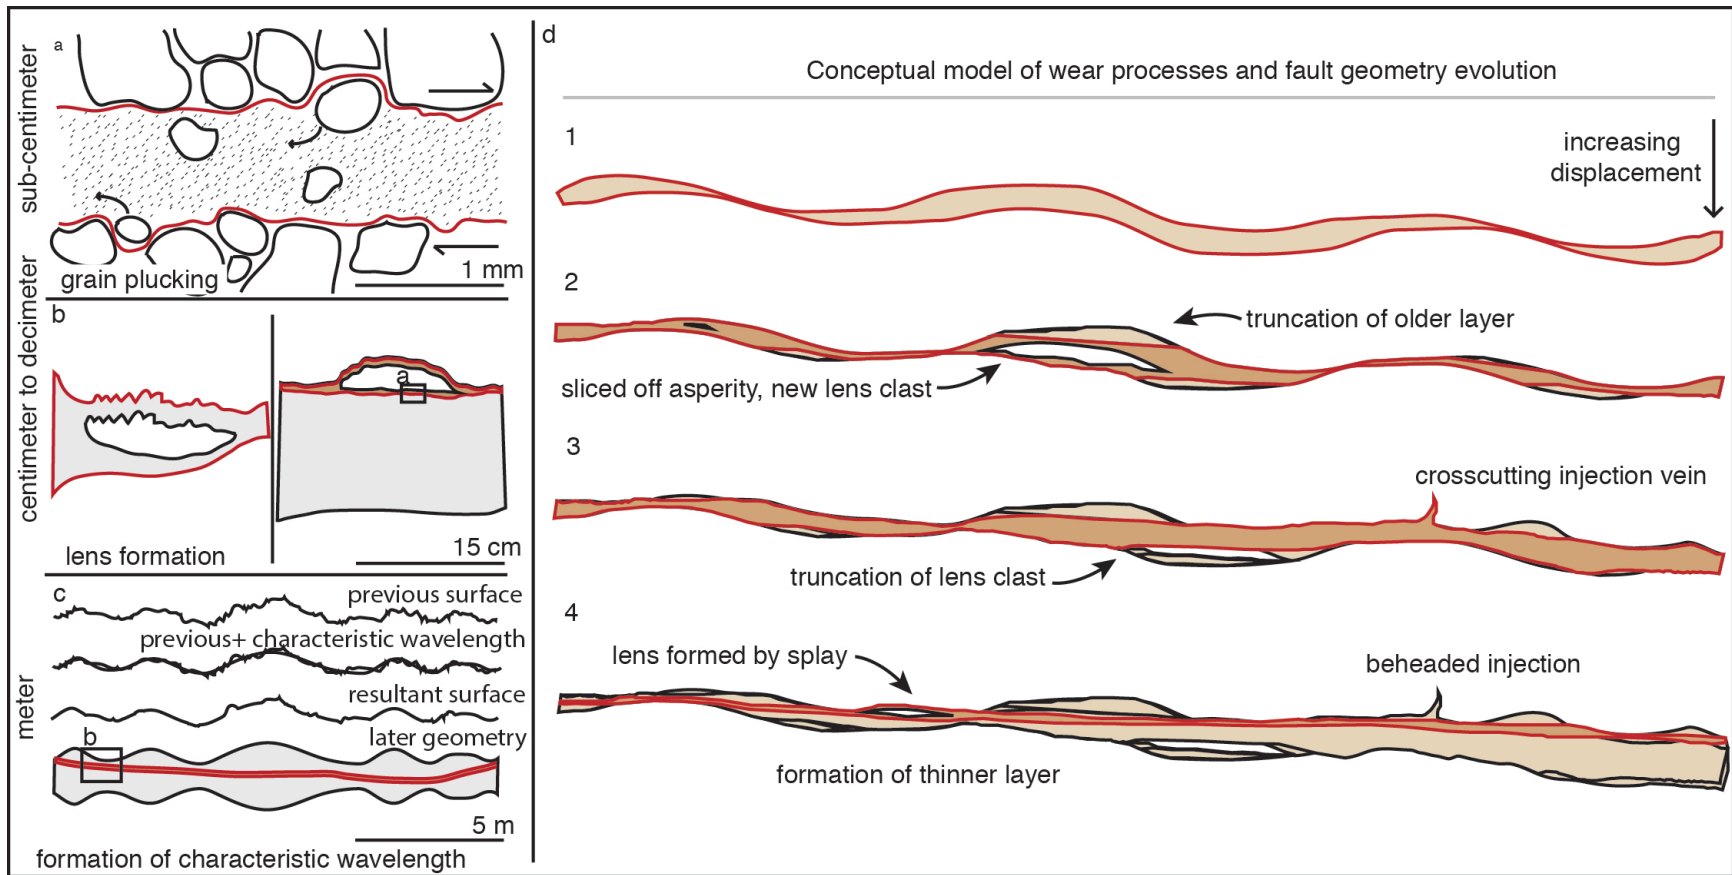 sub-centimeter
a
grain plucking
1 mm
centimeter to decimeter
b
a
lens formation
15 cm
meter
c
previous surface
previous+ characteristic wavelength
resultant surface
later geometry
b
5 m
formation of characteristic wavelength
d
Conceptual model of wear processes and fault geometry evolution
1
increasing
displacement
2
truncation of older layer
sliced off asperity, new lens clast
3
crosscutting injection vein
truncation of lens clast
4
lens formed by splay
beheaded injection
formation of thinner layer